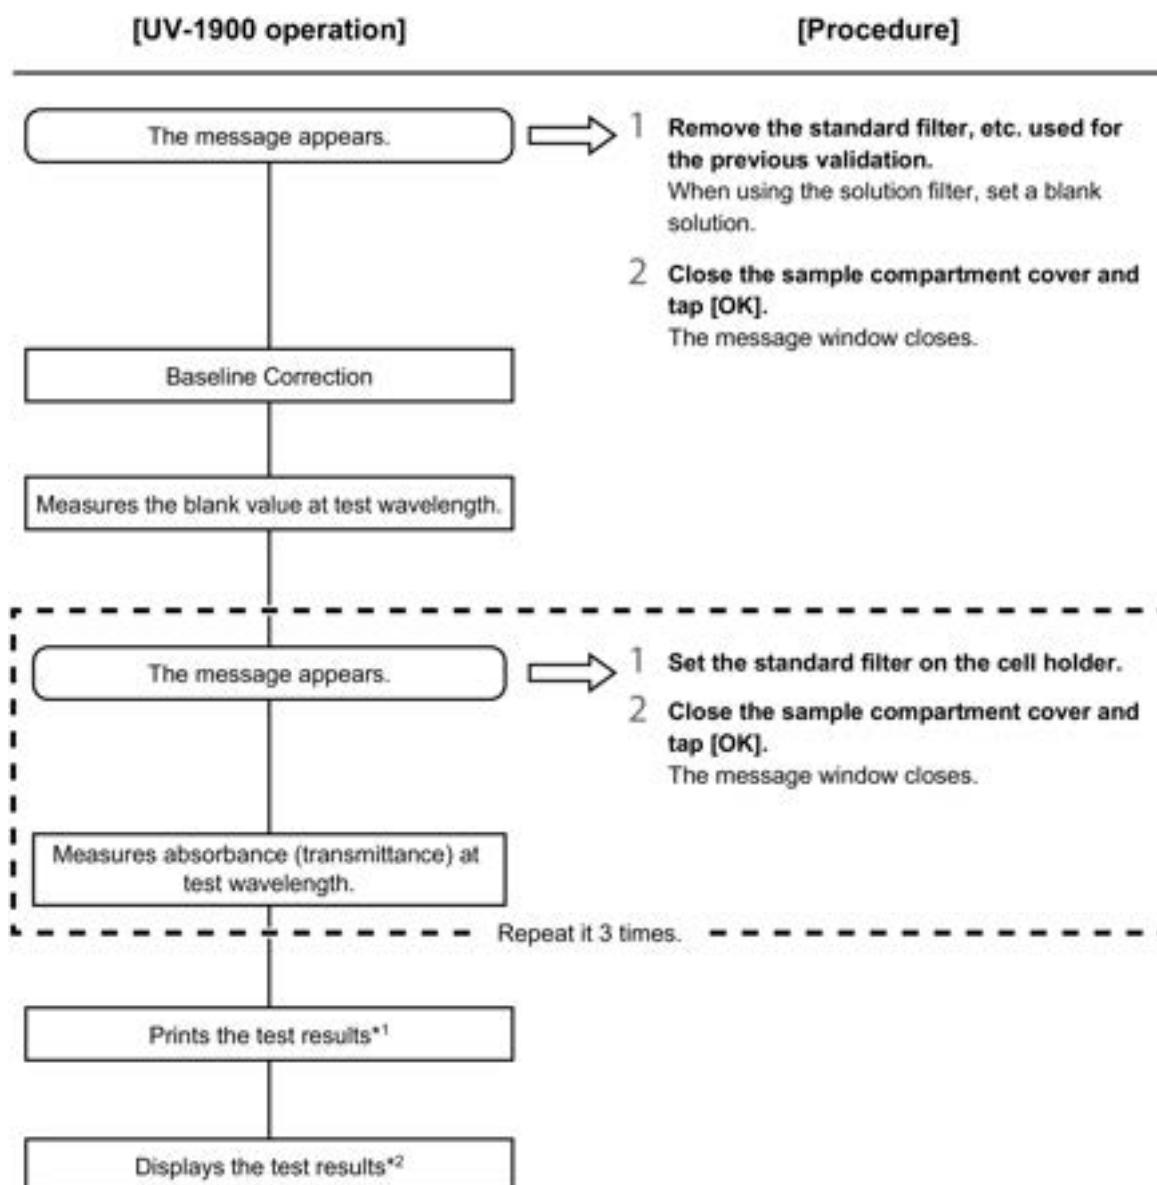 [UV-1900 operation]
[Procedure]
The message appears.
1 Remove the standard filter, etc. used for
the previous validation.
When using the solution filter, set a blank
solution.
2 Close the sample compartment cover and
tap [OK].
The message window closes.
Baseline Correction
Measures the blank value at test wavelength.
The message appears.
1 Set the standard filter on the cell holder.
2 Close the sample compartment cover and
tap [OK].
The message window closes.
Measures absorbance (transmittance) at
test wavelength.
Repeat it 3 times.
Prints the test results*1
Displays the test results*2